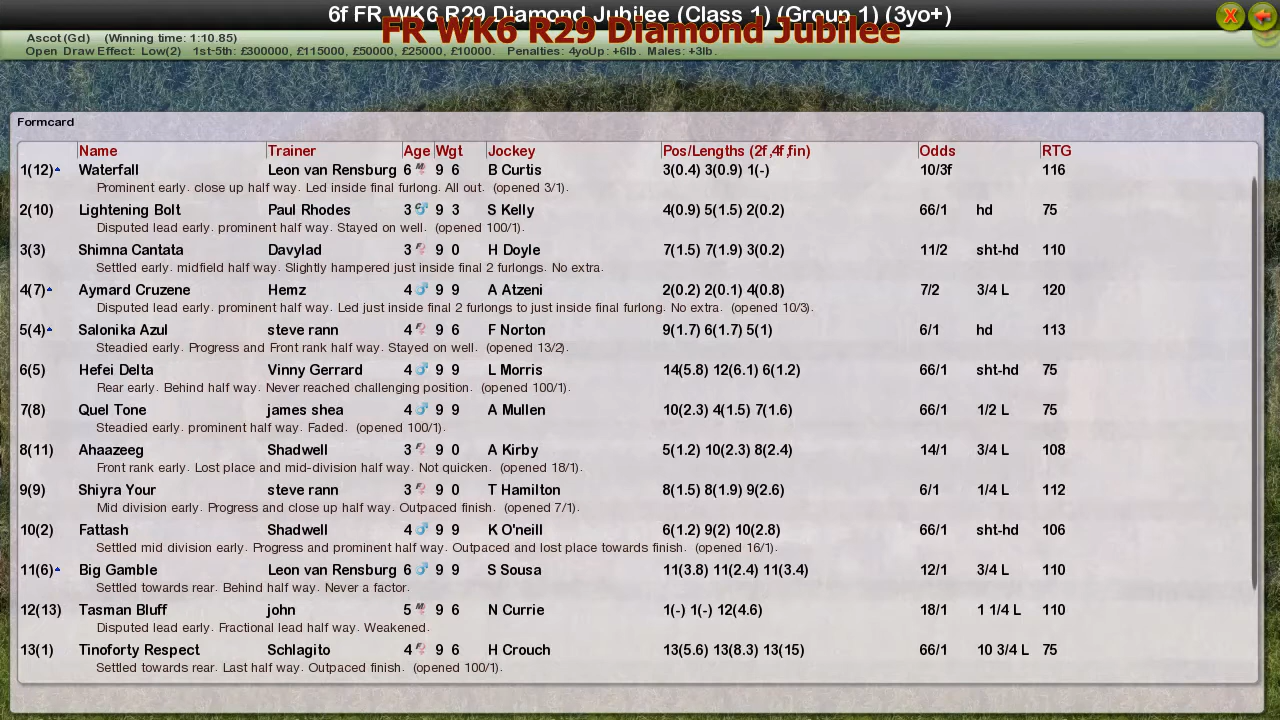 6f FR WK6 R29 Diamond Jubilee (Class 1) (Group 1) (3yo+)
FR WK6 R29 Diamond Jubilee
Ascot(Gd) (Winning time: 1:10.85)
Open Draw Effect: Low(2) 1st-5th: £300000, £115000, £50000, £25000, £10000. Penalties: 4yoUp: +6lb. Males: +3lb.
Formcard
Name Trainer Age Wgt Jockey Pos/Lengths (2f,4f,fin) Odds RTG
1(12) Waterfall Leon van Rensburg 6 9 6 B Curtis 3(0.4) 3(0.9) 1(-) 10/3f 116
Prominent early. close up half way. Led inside final furlong. All out. (opened 3/1).
2(10) Lightening Bolt Paul Rhodes 3 9 3 S Kelly 4(0.9) 5(1.5) 2(0.2) 66/1 hd 75
Disputed lead early. prominent half way. Stayed on well. (opened 100/1).
3(3) Shimna Cantata Davylad 3 9 0 H Doyle 7(1.5) 7(1.9) 3(0.2) 11/2 sht-hd 110
Settled early. midfield half way. Slightly hampered just inside final 2 furlongs. No extra.
4(7) Aymard Cruzene Hemz 4 9 9 A Atzeni 2(0.2) 2(0.1) 4(0.8) 7/2 3/4 L 120
Disputed lead early. prominent half way. Led just inside final 2 furlongs to just inside final furlong. No extra. (opened 10/3).
5(4) Salonika Azul steve rann 4 9 6 F Norton 9(1.7) 6(1.7) 5(1) 6/1 hd 113
Steadied early. Progress and Front rank half way. Stayed on well. (opened 13/2).
6(5) Hefei Delta Vinny Gerrard 4 9 9 L Morris 14(5.8) 12(6.1) 6(1.2) 66/1 sht-hd 75
Rear early. Behind half way. Never reached challenging position. (opened 100/1).
7(8) Quel Tone james shea 4 9 9 A Mullen 10(2.3) 4(1.5) 7(1.6) 66/1 1/2 L 75
Steadied early. prominent half way. Faded. (opened 100/1).
8(11) Ahaazeeg Shadwell 3 9 0 A Kirby 5(1.2) 10(2.3) 8(2.4) 14/1 3/4 L 108
Front rank early. Lost place and mid-division half way. Not quicken. (opened 18/1).
9(9) Shiyra Your steve rann 3 9 0 T Hamilton 8(1.5) 8(1.9) 9(2.6) 6/1 1/4 L 112
Mid division early. Progress and close up half way. Outpaced finish. (opened 7/1).
10(2) Fattash Shadwell 4 9 9 K O'neill 6(1.2) 9(2) 10(2.8) 66/1 sht-hd 106
Settled mid division early. Progress and prominent half way. Outpaced and lost place towards finish. (opened 16/1).
11(6) Big Gamble Leon van Rensburg 6 9 9 S Sousa 11(3.8) 11(2.4) 11(3.4) 12/1 3/4 L 110
Settled towards rear. Behind half way. Never a factor.
12(13) Tasman Bluff john 5 9 6 N Currie 1(-) 1(-) 12(4.6) 18/1 1 1/4 L 110
Disputed lead early. Fractional lead half way. Weakened.
13(1) Tinoforty Respect Schlagito 4 9 6 H Crouch 13(5.6) 13(8.3) 13(15) 66/1 10 3/4 L 75
Settled towards rear. Last half way. Outpaced finish. (opened 100/1).